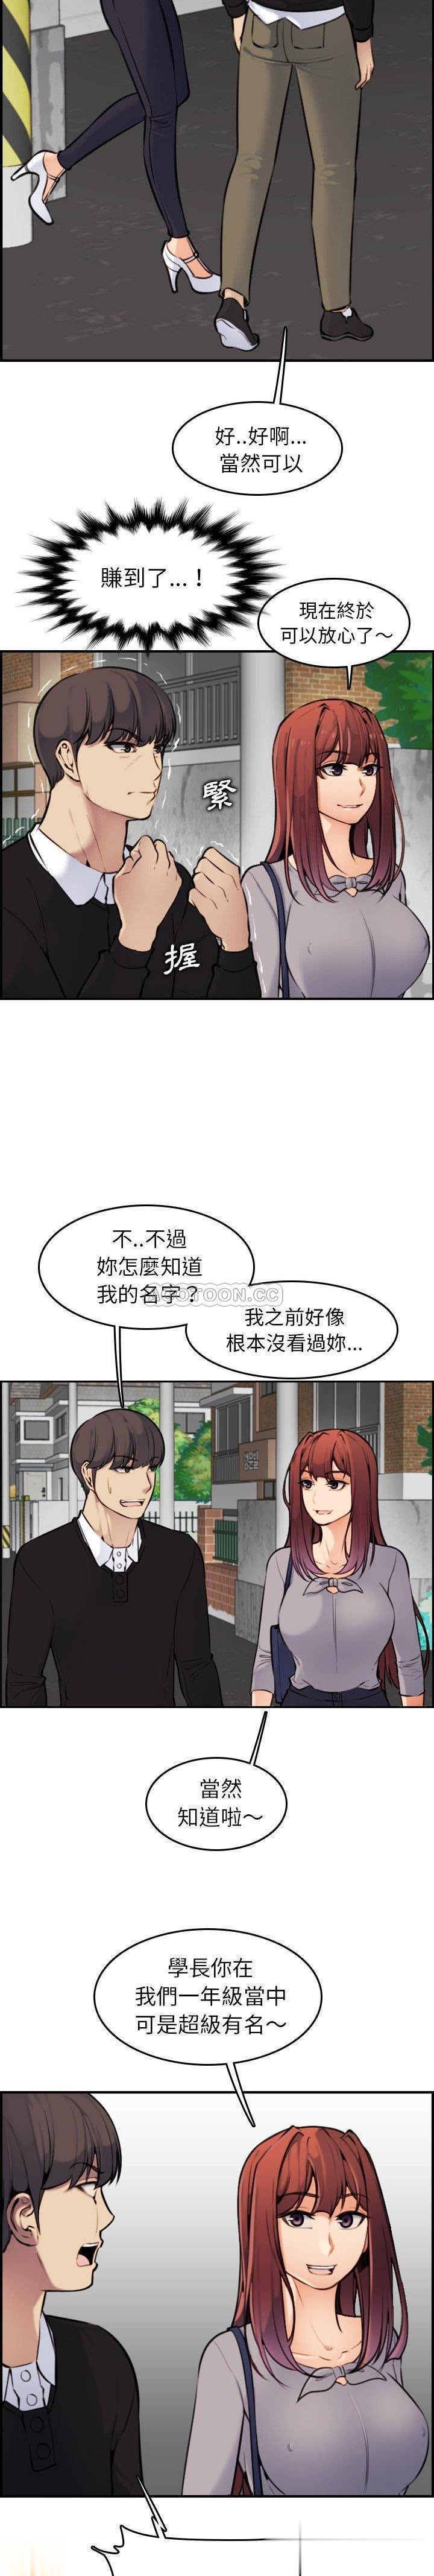 好..好啊...
當然可以
賺到了...！
現在終於
可以放心了～
緊
握
不..不過
妳怎麼知道
我的名字？
我之前好像
根本沒看過妳...
當然
知道啦～
學長你在
我們一年級當中
可是超級有名～